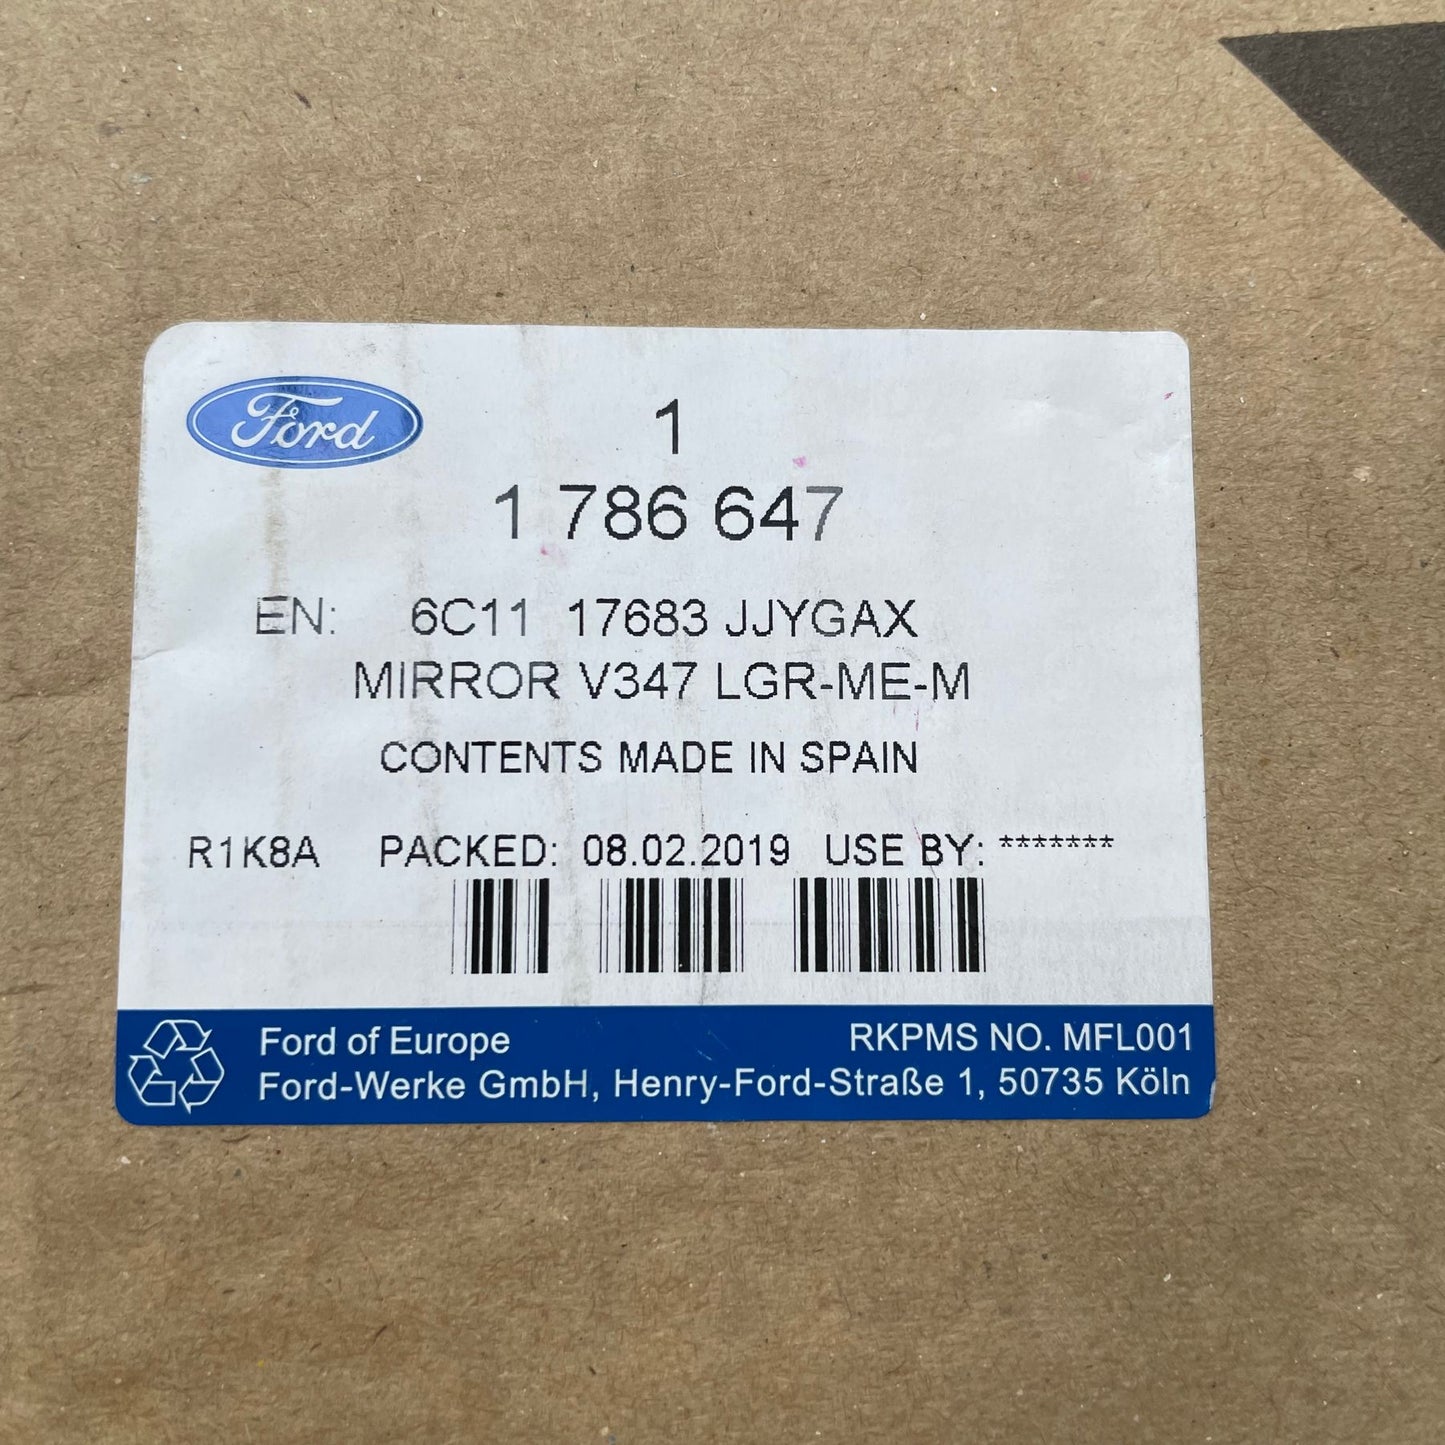 Ford
1
1 786 647
EN: 6C11 17683 JJYGAX
MIRROR V347 LGR-ME-M
CONTENTS MADE IN SPAIN
R1K8A PACKED: 08.02.2019 USE BY: *******
Ford of Europe RKPMS NO. MFL001
Ford-Werke GmbH, Henry-Ford-Straße 1, 50735 Köln